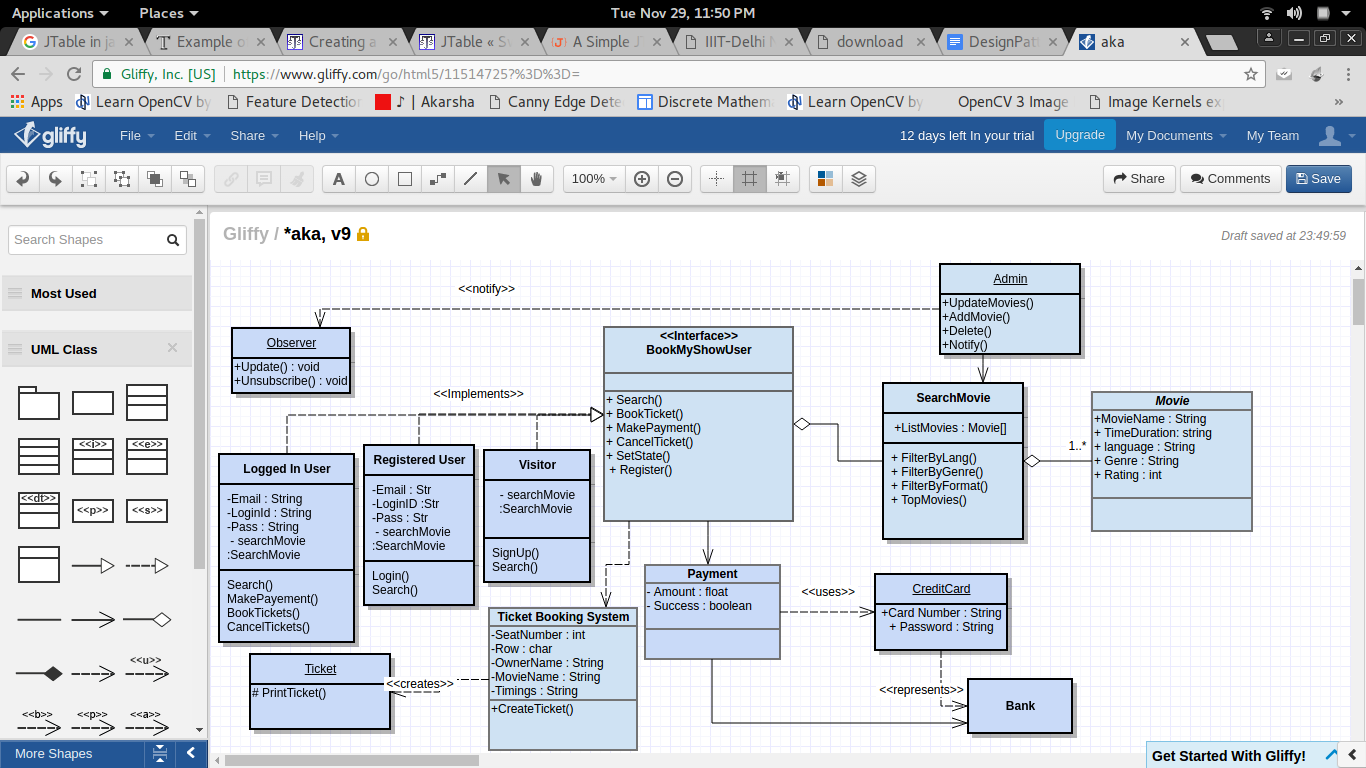 Applications Places Tue Nov 29, 11:50 PM
JTable in ja Example o Creating a JTable « Sw A Simple JT IIIT-Delhi M download DesignPatt aka
Gliffy, Inc. [US] https://www.gliffy.com/go/html5/11514725?%3D%3D=
Apps Learn OpenCV by Feature Detection ♪ | Akarsha Canny Edge Dete Discrete Mathem Learn OpenCV by OpenCV 3 Image Image Kernels exp »
gliffy File Edit Share Help 12 days left In your trial Upgrade My Documents My Team
A 100% Share Comments Save
Search Shapes
Gliffy / *aka, v9
Draft saved at 23:49:59
Most Used
UML Class
<<i>> <<e>>
<<dt>> <<p>> <<s>>
<<u>>
<<b>> <<p>> <<a>>
More Shapes
<<notify>>
Admin
+UpdateMovies()
+AddMovie()
+Delete()
+Notify()
Observer
+Update() : void
+Unsubscribe() : void
<<Interface>>
BookMyShowUser
+ Search()
+ BookTicket()
+ MakePayment()
+ CancelTicket()
+ SetState()
+ Register()
<<Implements>>
SearchMovie
+ListMovies : Movie[]
+ FilterByLang()
+ FilterByGenre()
+ FilterByFormat()
+ TopMovies()
1..*
Movie
+MovieName : String
+ TimeDuration: string
+ language : String
+ Genre : String
+ Rating : int
Logged In User
-Email : String
-LoginId : String
-Pass : String
- searchMovie
:SearchMovie
Search()
MakePayement()
BookTickets()
CancelTickets()
Registered User
-Email : Str
-LoginID :Str
-Pass : Str
- searchMovie
:SearchMovie
Login()
Search()
Visitor
- searchMovie
:SearchMovie
SignUp()
Search()
Payment
- Amount : float
- Success : boolean
<<uses>>
CreditCard
+Card Number : String
+ Password : String
Ticket Booking System
-SeatNumber : int
-Row : char
-OwnerName : String
-MovieName : String
-Timings : String
+CreateTicket()
<<creates>>
Ticket
# PrintTicket()
<<represents>>
Bank
Get Started With Gliffy!